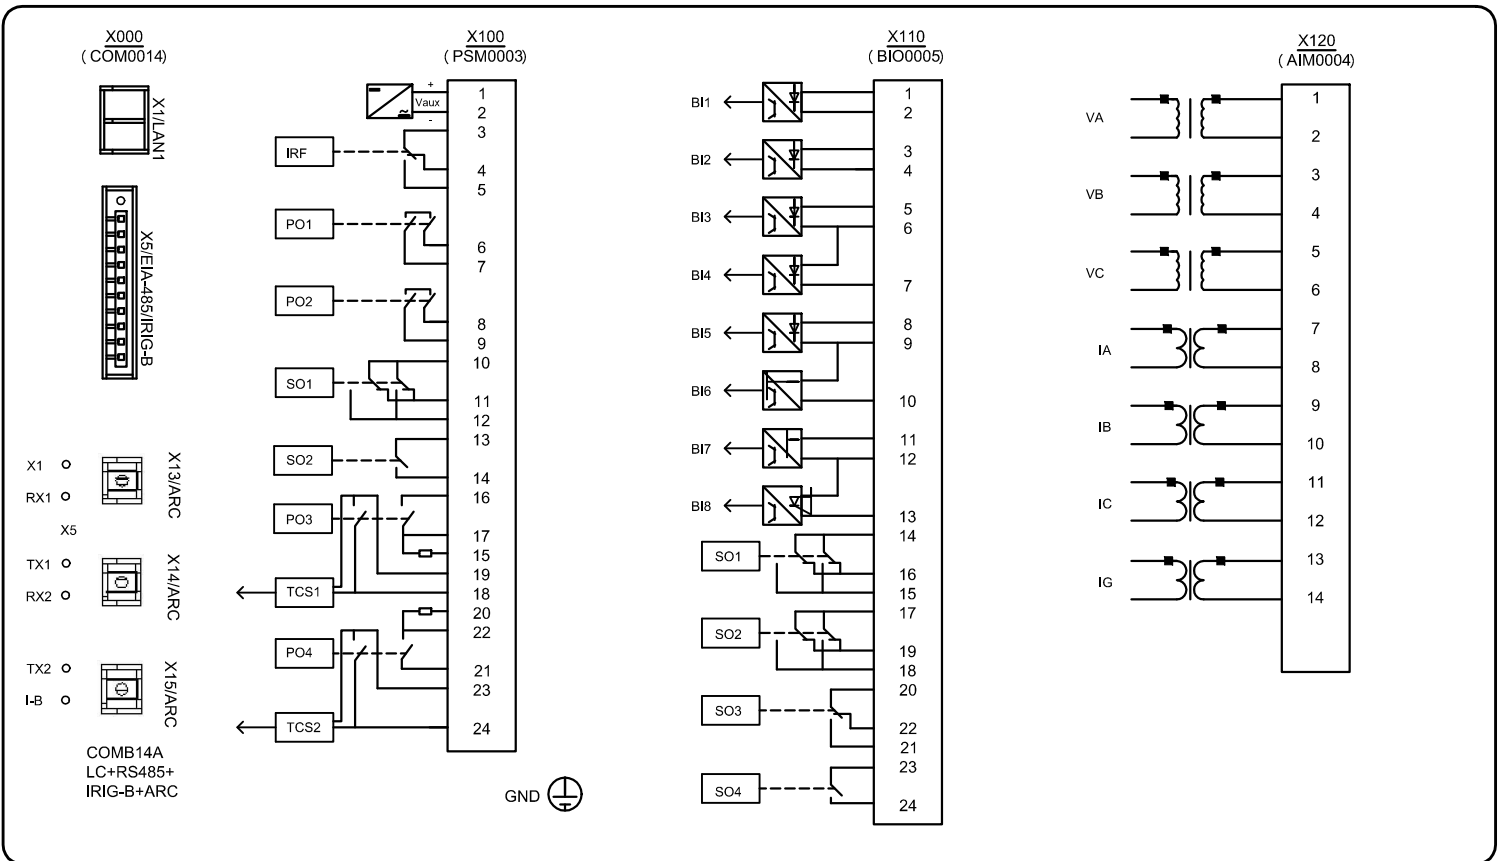 X000
( COM0014)
X1/LAN1
X5/EIA-485/IRIG-B
X1
RX1
X5
TX1
RX2
TX2
I-B
X13/ARC
X14/ARC
X15/ARC
COMB14A
LC+RS485+
IRIG-B+ARC
X100
( PSM0003)
+
Vaux
-
IRF
PO1
PO2
SO1
SO2
PO3
TCS1
PO4
TCS2
1
2
3
4
5
6
7
8
9
10
11
12
13
14
16
17
15
19
18
20
22
21
23
24
GND
X110
( BIO0005)
BI1
BI2
BI3
BI4
BI5
BI6
BI7
BI8
SO1
SO2
SO3
SO4
1
2
3
4
5
6
7
8
9
10
11
12
13
14
16
15
17
19
18
20
22
21
23
24
X120
( AIM0004)
VA
VB
VC
IA
IB
IC
IG
1
2
3
4
5
6
7
8
9
10
11
12
13
14